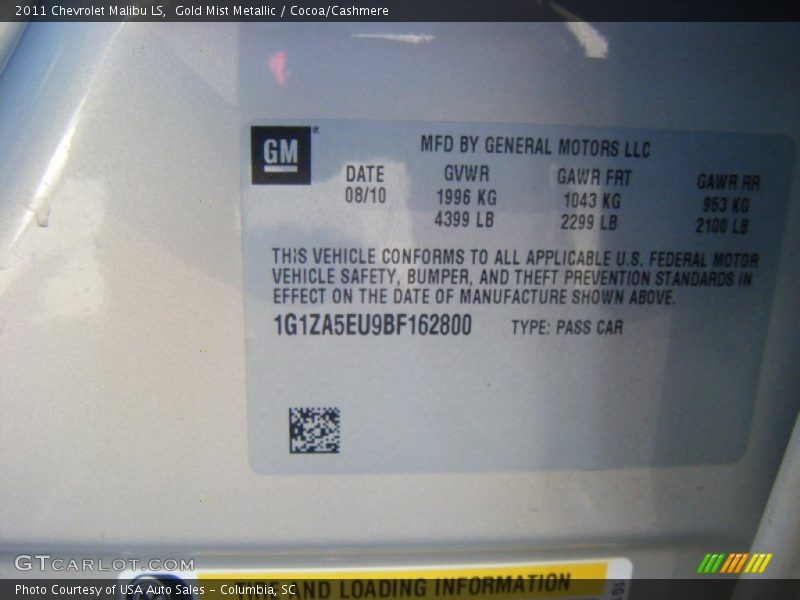 2011 Chevrolet Malibu LS, Gold Mist Metallic / Cocoa/Cashmere
GM ®
MFD BY GENERAL MOTORS LLC
DATE GVWR GAWR FRT GAWR RR
08/10 1996 KG 1043 KG 953 KG
4399 LB 2299 LB 2100 LB
THIS VEHICLE CONFORMS TO ALL APPLICABLE U.S. FEDERAL MOTOR
VEHICLE SAFETY, BUMPER, AND THEFT PREVENTION STANDARDS IN
EFFECT ON THE DATE OF MANUFACTURE SHOWN ABOVE.
1G1ZA5EU9BF162800 TYPE: PASS CAR
GTCARLOT.COM
TIRE AND LOADING INFORMATION
Photo Courtesy of USA Auto Sales - Columbia, SC